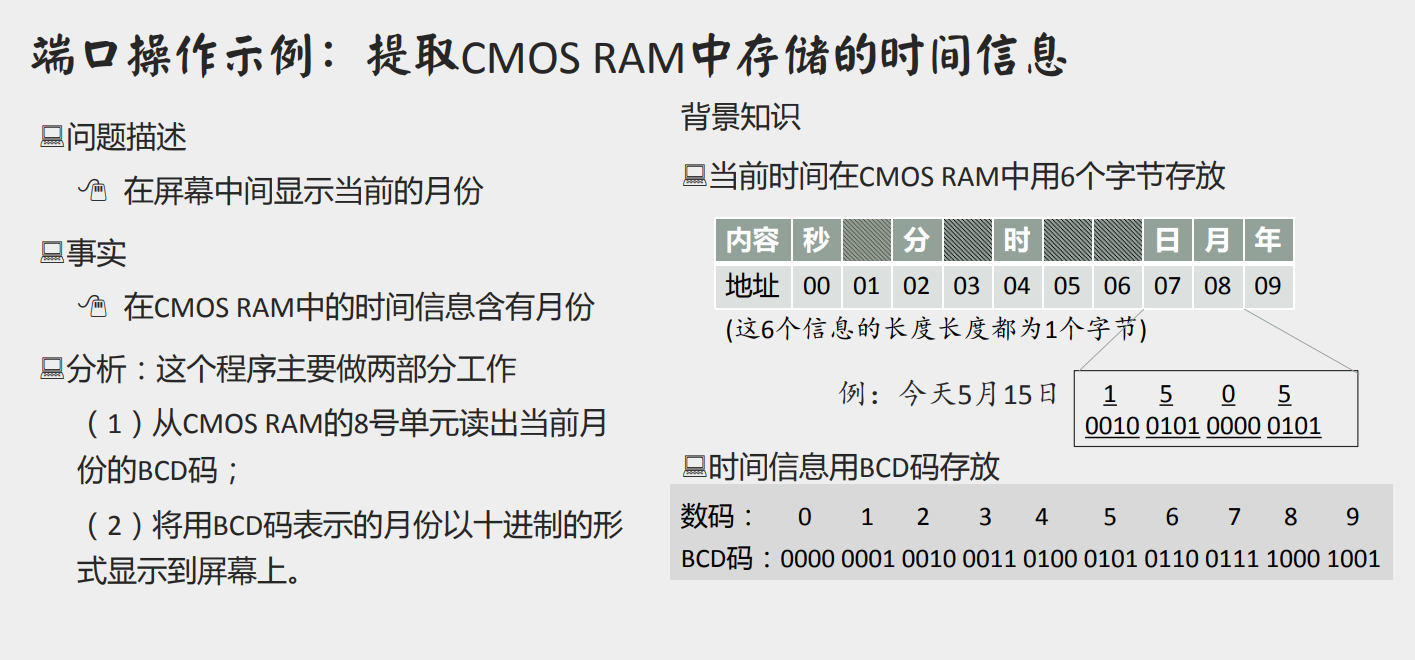 端口操作示例：提取CMOS RAM中存储的时间信息
问题描述
在屏幕中间显示当前的月份
事实
在CMOS RAM中的时间信息含有月份
分析：这个程序主要做两部分工作
（1）从CMOS RAM的8号单元读出当前月
份的BCD码；
（2）将用BCD码表示的月份以十进制的形
式显示到屏幕上。
背景知识
当前时间在CMOS RAM中用6个字节存放
内容 秒 分 时 日 月 年
地址 00 01 02 03 04 05 06 07 08 09
(这6个信息的长度长度都为1个字节)
例：今天5月15日
1 5 0 5
0010 0101 0000 0101
时间信息用BCD码存放
数码： 0 1 2 3 4 5 6 7 8 9
BCD码：0000 0001 0010 0011 0100 0101 0110 0111 1000 1001